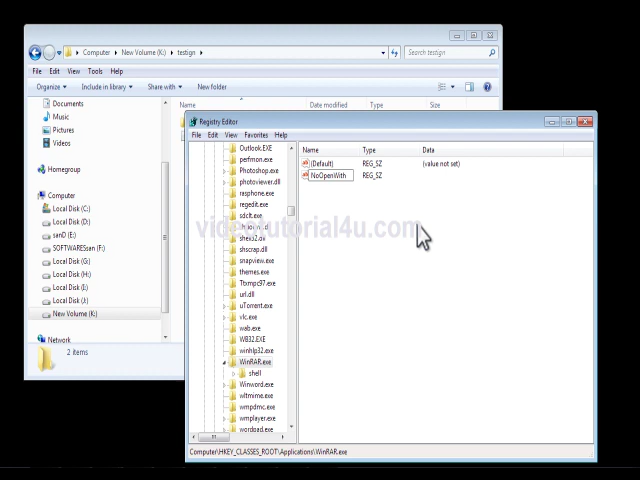 Computer ▸ New Volume (K:) ▸ testign ▸
Search testign
File Edit View Tools Help
Organize ▾ Include in library ▾ Share with ▾ New folder
Name Date modified Type Size
Documents
Music
Pictures
Videos
Homegroup
Computer
Local Disk (C:)
Local Disk (D:)
sanD (E:)
SOFTWARESsan (F:)
Local Disk (G:)
Local Disk (H:)
Local Disk (I:)
Local Disk (J:)
New Volume (K:)
Network
2 items
Registry Editor
File Edit View Favorites Help
Outlook.EXE
perfmon.exe
Photoshop.exe
photoviewer.dll
rasphone.exe
regedit.exe
sdclt.exe
snapview.exe
shscrap.dll
themes.exe
url.dll
uTorrent.exe
vlc.exe
wab.exe
WB32.EXE
winhlp32.exe
WinRAR.exe
shell
Winword.exe
wltmime.exe
wmpdmc.exe
wmplayer.exe
wordpad.exe
Name Type Data
(Default) REG_SZ (value not set)
NoOpenWith REG_SZ
videotutorial4u.com
Computer\HKEY_CLASSES_ROOT\Applications\WinRAR.exe